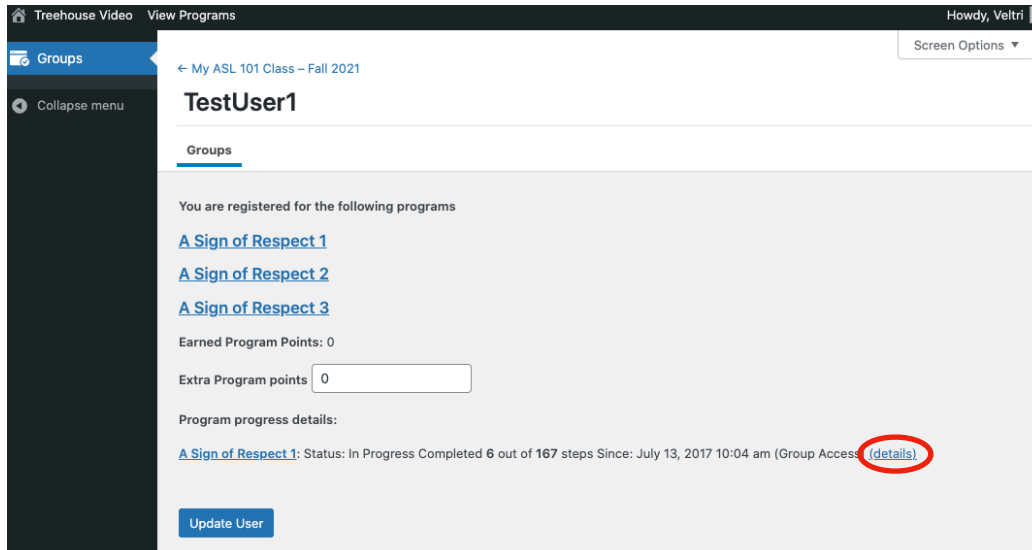 Treehouse Video View Programs Howdy, Veltri
Groups
Collapse menu
Screen Options ▼
← My ASL 101 Class – Fall 2021
TestUser1
Groups
You are registered for the following programs
A Sign of Respect 1
A Sign of Respect 2
A Sign of Respect 3
Earned Program Points: 0
Extra Program points 0
Program progress details:
A Sign of Respect 1: Status: In Progress Completed 6 out of 167 steps Since: July 13, 2017 10:04 am (Group Access (details)
Update User